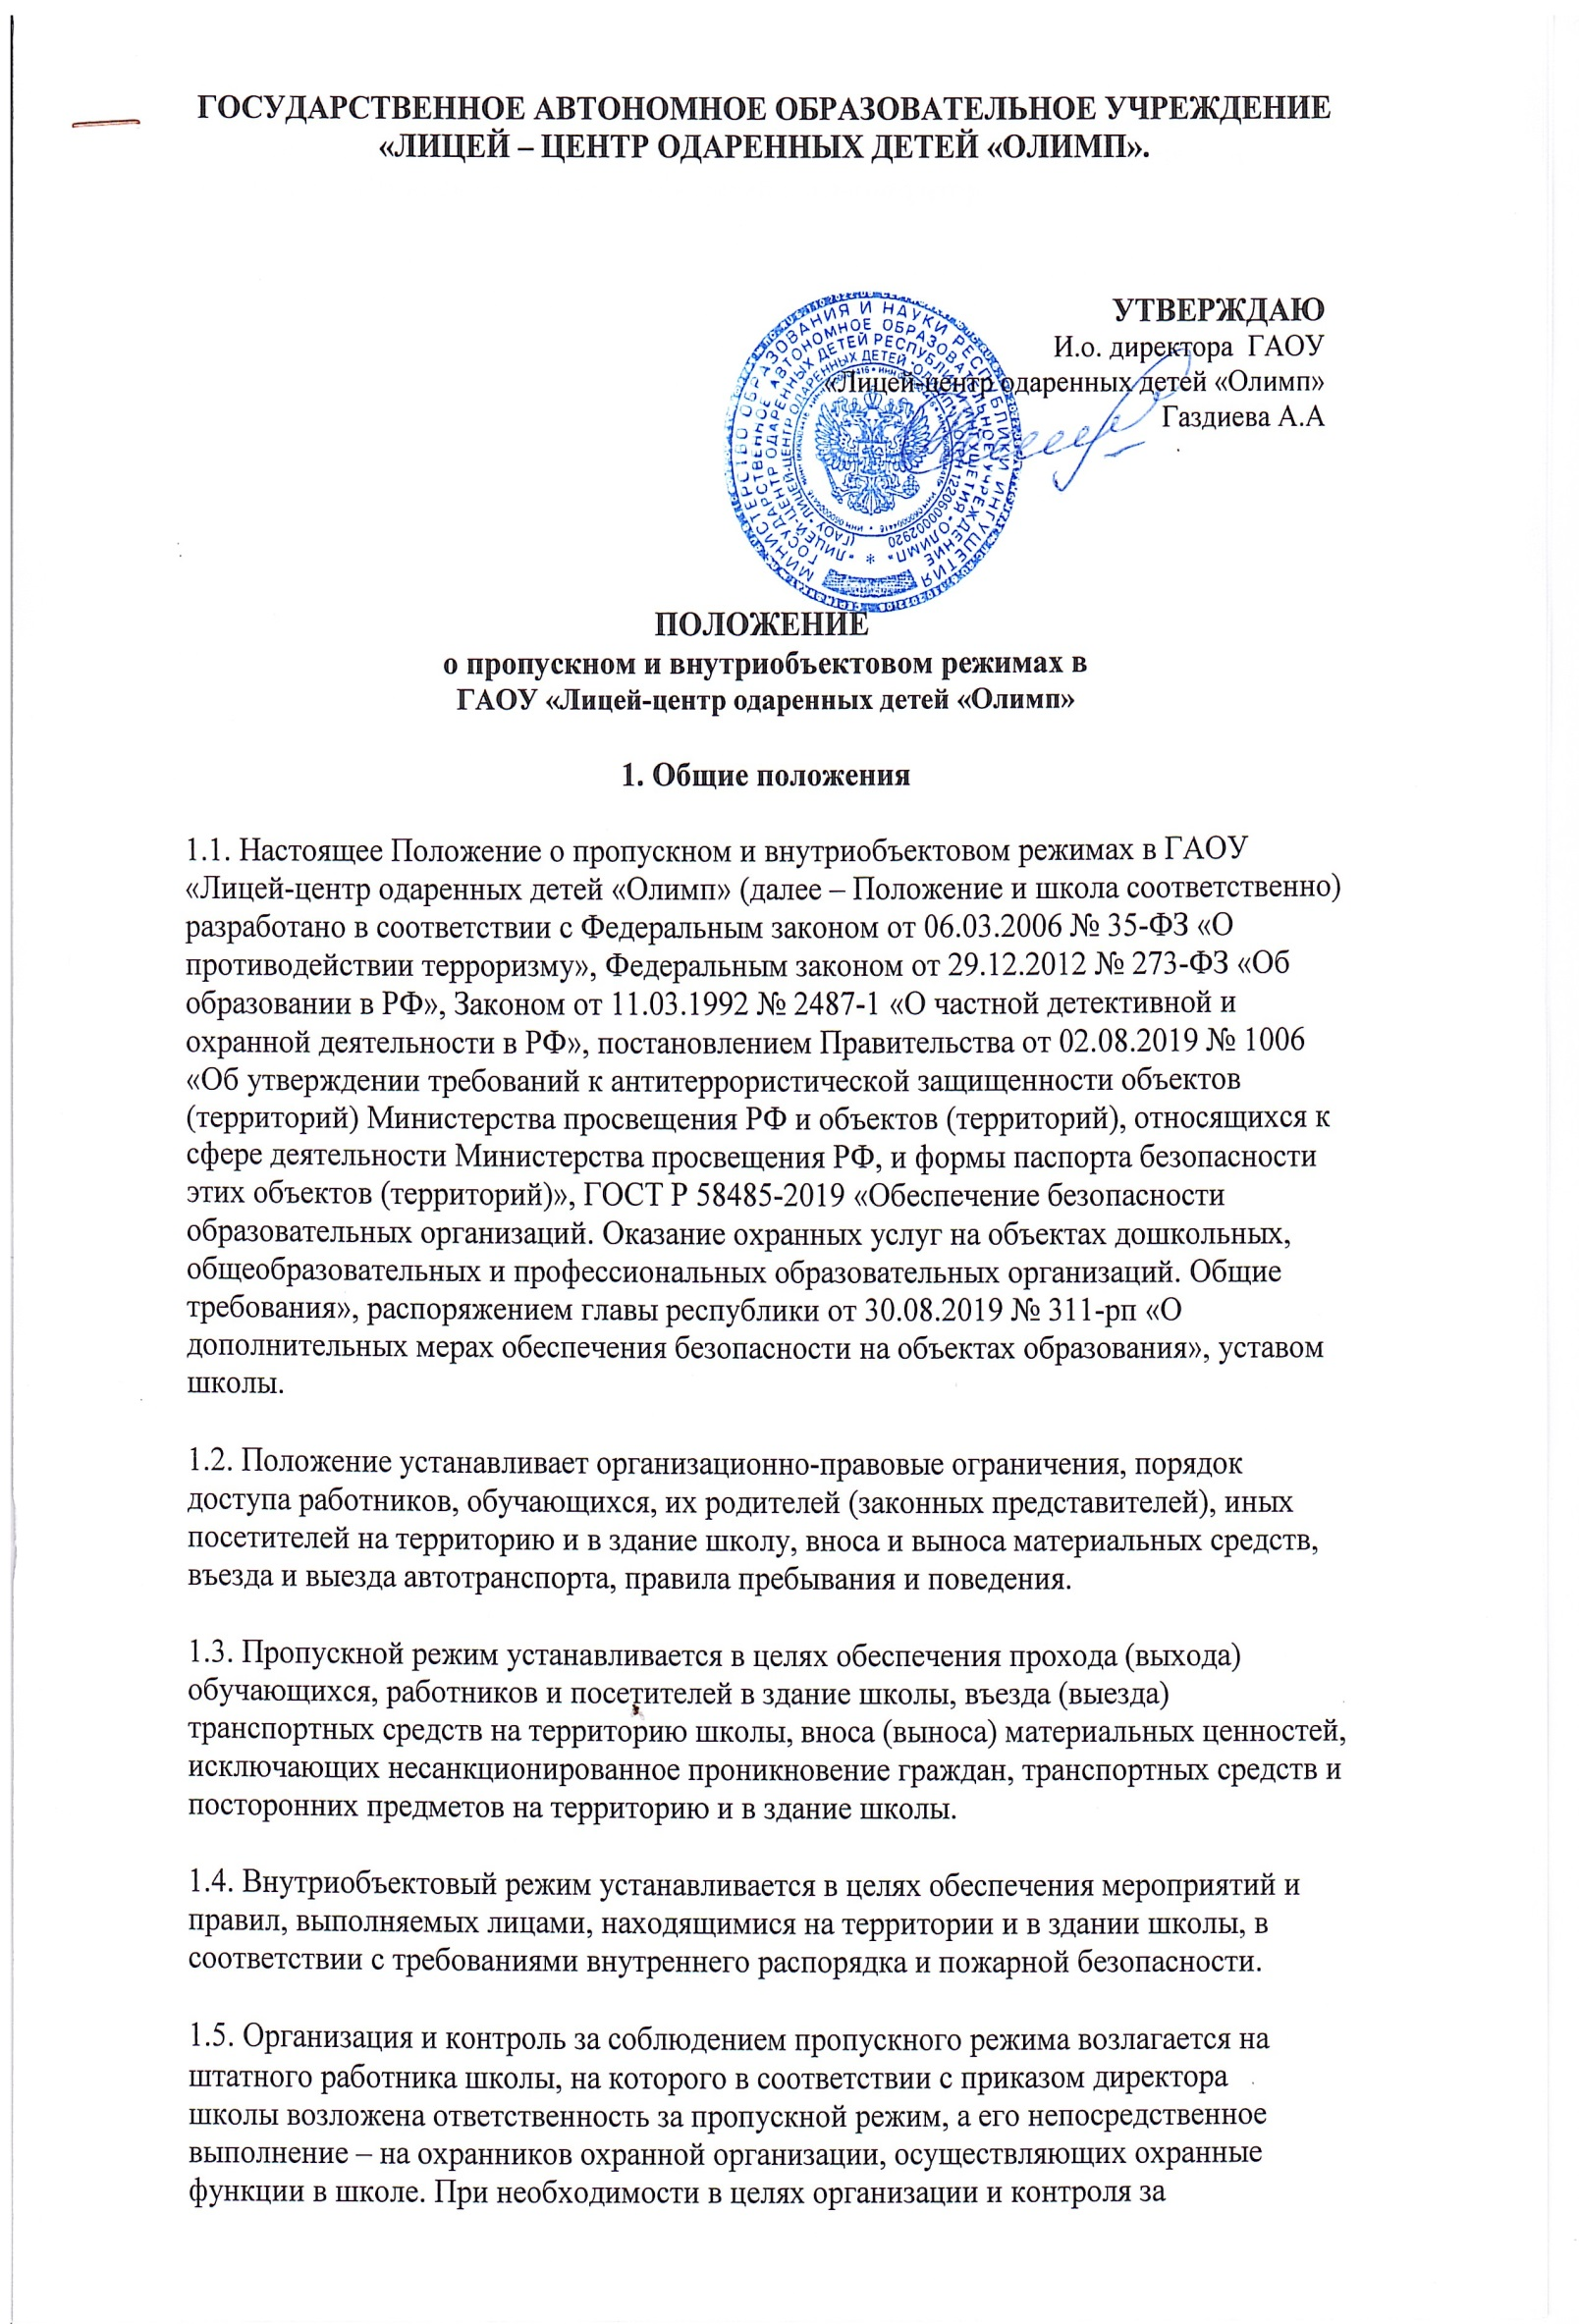 ГОСУДАРСТВЕННОЕ АВТОНОМНОЕ ОБРАЗОВАТЕЛЬНОЕ УЧРЕЖДЕНИЕ
«ЛИЦЕЙ – ЦЕНТР ОДАРЕННЫХ ДЕТЕЙ «ОЛИМП».
УТВЕРЖДАЮ
И.о. директора ГАОУ
«Лицей-центр одаренных детей «Олимп»
Газдиева А.А
МИНИСТЕРСТВО ОБРАЗОВАНИЯ И НАУКИ РЕСПУБЛИКИ ИНГУШЕТИЯ
ГОСУДАРСТВЕННОЕ АВТОНОМНОЕ ОБРАЗОВАТЕЛЬНОЕ УЧРЕЖДЕНИЕ
ПОЛОЖЕНИЕ
о пропускном и внутриобъектовом режимах в
ГАОУ «Лицей-центр одаренных детей «Олимп»
1. Общие положения
1.1. Настоящее Положение о пропускном и внутриобъектовом режимах в ГАОУ
«Лицей-центр одаренных детей «Олимп» (далее – Положение и школа соответственно)
разработано в соответствии с Федеральным законом от 06.03.2006 № 35-ФЗ «О
противодействии терроризму», Федеральным законом от 29.12.2012 № 273-ФЗ «Об
образовании в РФ», Законом от 11.03.1992 № 2487-1 «О частной детективной и
охранной деятельности в РФ», постановлением Правительства от 02.08.2019 № 1006
«Об утверждении требований к антитеррористической защищенности объектов
(территорий) Министерства просвещения РФ и объектов (территорий), относящихся к
сфере деятельности Министерства просвещения РФ, и формы паспорта безопасности
этих объектов (территорий)», ГОСТ Р 58485-2019 «Обеспечение безопасности
образовательных организаций. Оказание охранных услуг на объектах дошкольных,
общеобразовательных и профессиональных образовательных организаций. Общие
требования», распоряжением главы республики от 30.08.2019 № 311-рп «О
дополнительных мерах обеспечения безопасности на объектах образования», уставом
школы.
1.2. Положение устанавливает организационно-правовые ограничения, порядок
доступа работников, обучающихся, их родителей (законных представителей), иных
посетителей на территорию и в здание школу, вноса и выноса материальных средств,
въезда и выезда автотранспорта, правила пребывания и поведения.
1.3. Пропускной режим устанавливается в целях обеспечения прохода (выхода)
обучающихся, работников и посетителей в здание школы, въезда (выезда)
транспортных средств на территорию школы, вноса (выноса) материальных ценностей,
исключающих несанкционированное проникновение граждан, транспортных средств и
посторонних предметов на территорию и в здание школы.
1.4. Внутриобъектовый режим устанавливается в целях обеспечения мероприятий и
правил, выполняемых лицами, находящимися на территории и в здании школы, в
соответствии с требованиями внутреннего распорядка и пожарной безопасности.
1.5. Организация и контроль за соблюдением пропускного режима возлагается на
штатного работника школы, на которого в соответствии с приказом директора
школы возложена ответственность за пропускной режим, а его непосредственное
выполнение – на охранников охранной организации, осуществляющих охранные
функции в школе. При необходимости в целях организации и контроля за